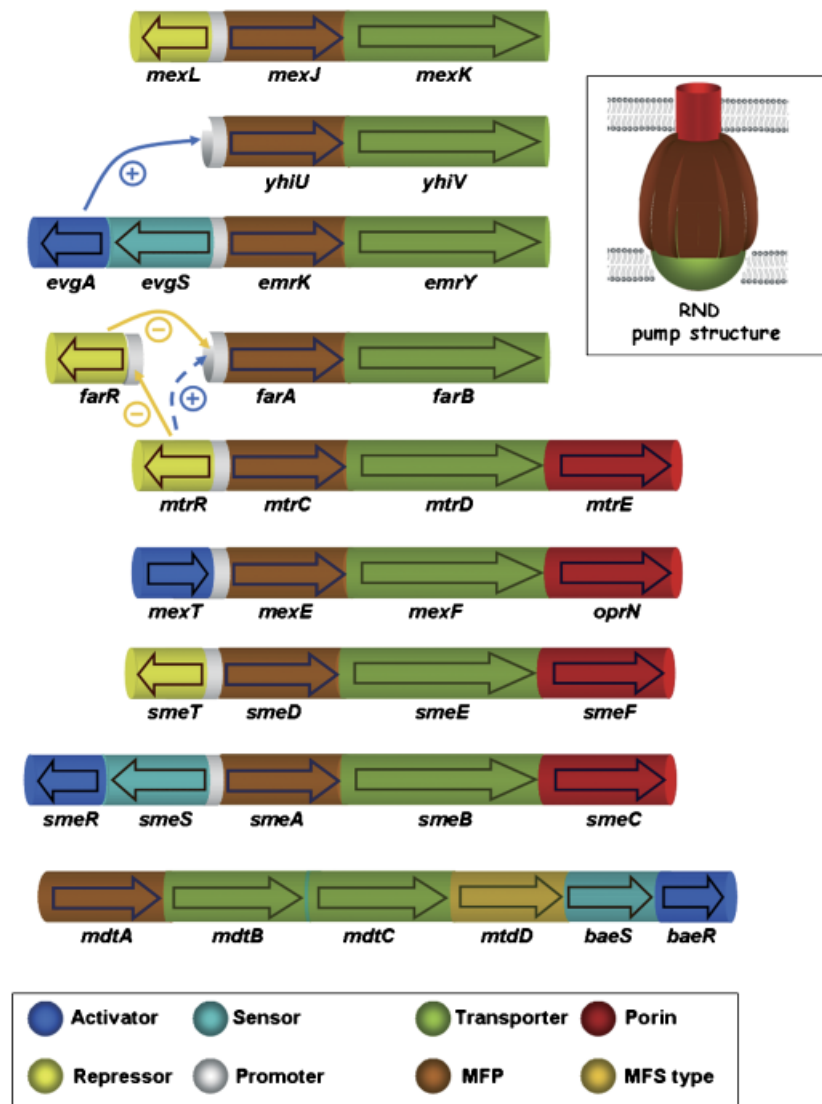 mexL mexJ mexK
+
yhiU yhiV
evgA evgS emrK emrY
RND
pump structure
−
farR farA farB
− +
mtrR mtrC mtrD mtrE
mexT mexE mexF oprN
smeT smeD smeE smeF
smeR smeS smeA smeB smeC
mdtA mdtB mdtC mtdD baeS baeR
Activator Sensor Transporter Porin
Repressor Promoter MFP MFS type